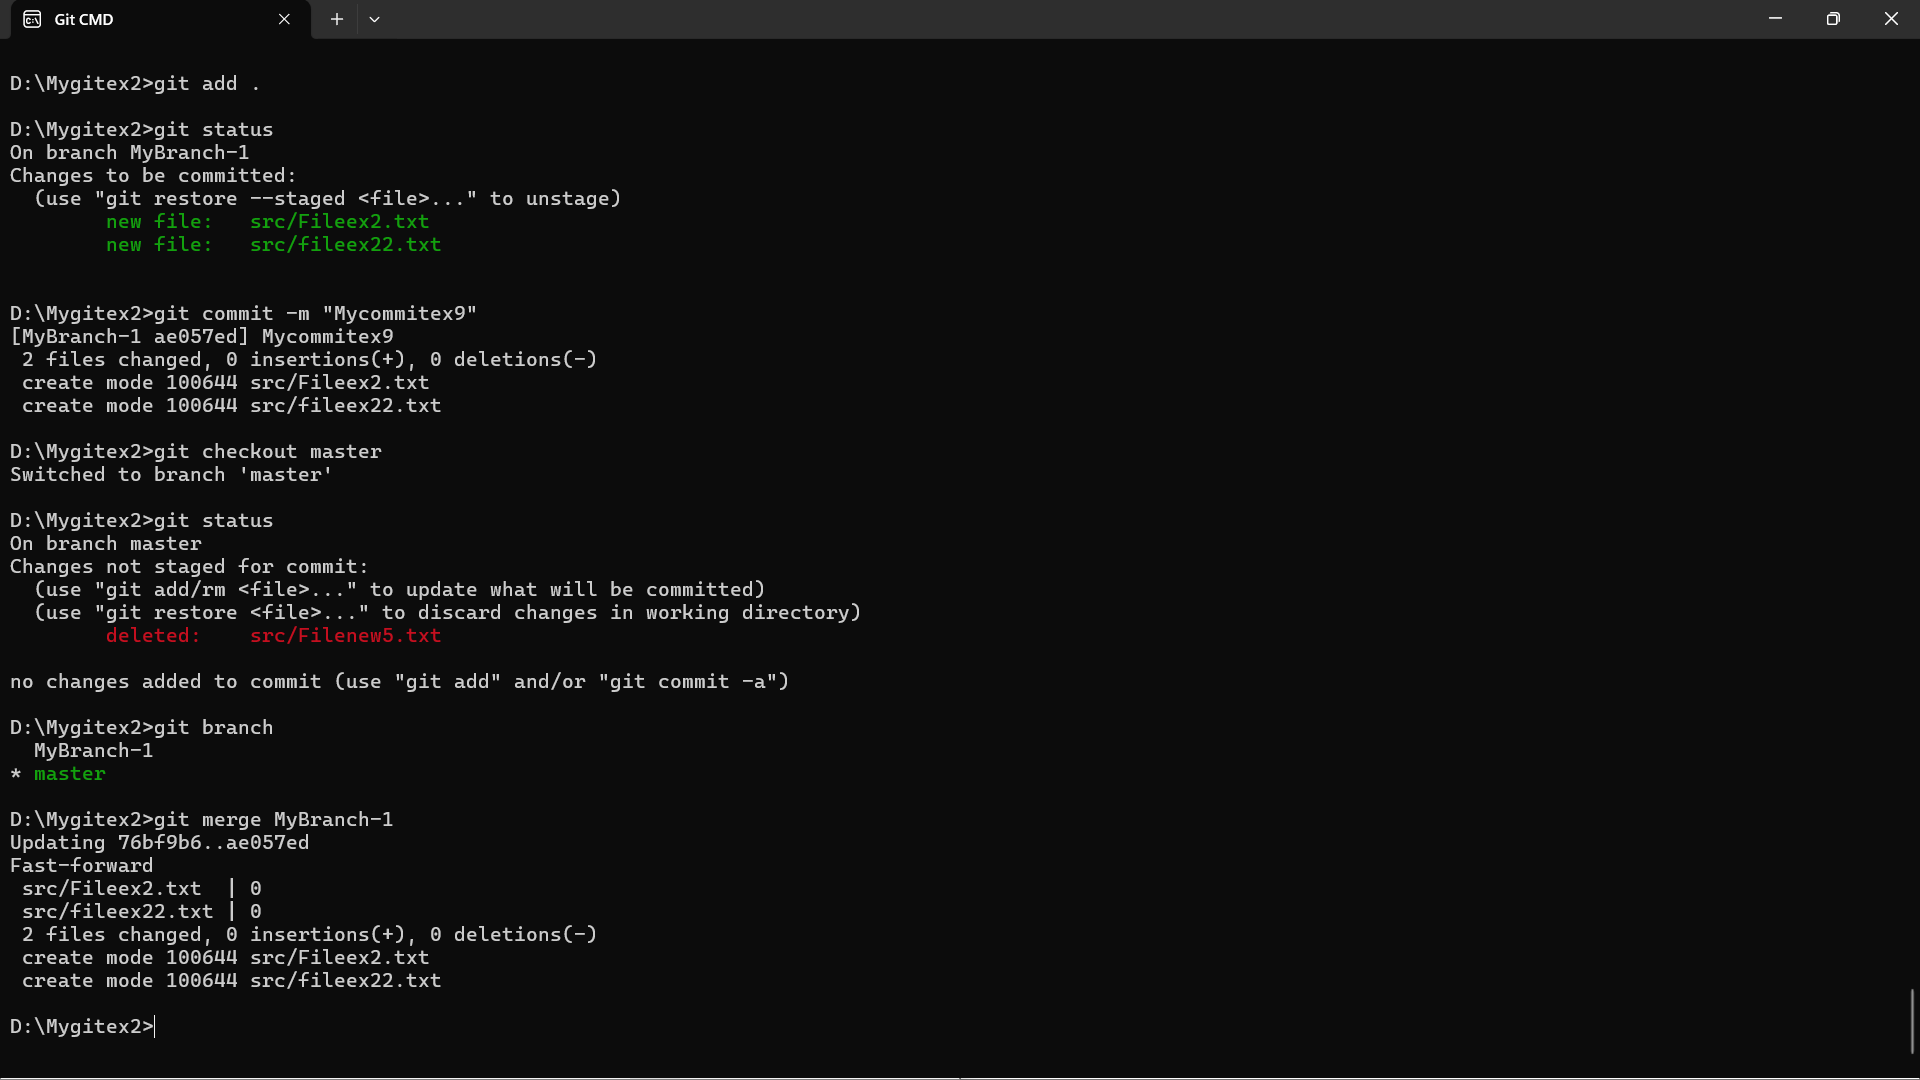 Git CMD
D:\Mygitex2>git add .
D:\Mygitex2>git status
On branch MyBranch-1
Changes to be committed:
  (use "git restore --staged <file>..." to unstage)
        new file:   src/Fileex2.txt
        new file:   src/fileex22.txt
D:\Mygitex2>git commit -m "Mycommitex9"
[MyBranch-1 ae057ed] Mycommitex9
 2 files changed, 0 insertions(+), 0 deletions(-)
 create mode 100644 src/Fileex2.txt
 create mode 100644 src/fileex22.txt
D:\Mygitex2>git checkout master
Switched to branch 'master'
D:\Mygitex2>git status
On branch master
Changes not staged for commit:
  (use "git add/rm <file>..." to update what will be committed)
  (use "git restore <file>..." to discard changes in working directory)
        deleted:    src/Filenew5.txt
no changes added to commit (use "git add" and/or "git commit -a")
D:\Mygitex2>git branch
  MyBranch-1
* master
D:\Mygitex2>git merge MyBranch-1
Updating 76bf9b6..ae057ed
Fast-forward
 src/Fileex2.txt  | 0
 src/fileex22.txt | 0
 2 files changed, 0 insertions(+), 0 deletions(-)
 create mode 100644 src/Fileex2.txt
 create mode 100644 src/fileex22.txt
D:\Mygitex2>